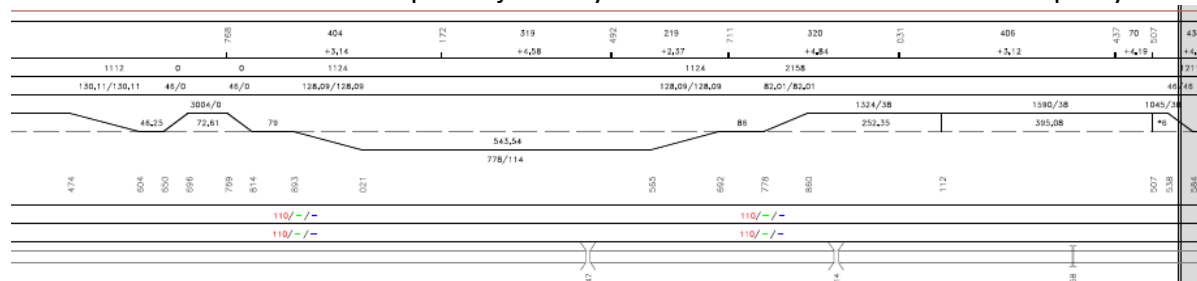 768 404 172 319 492 219 711 320 031 406 437 70 507
+3,14 +4,58 +2,37 +4,84 +3,12 +4,19
1112 0 0 1124 1124 2158
130,11/130,11 46/0 46/0 128,09/128,09 128,09/128,09 82,01/82,01
3004/0 1324/38 1590/38
46,25 72,61 79 86 252,35 395,08 *6
543,54
778/114
474 604 650 696 769 814 893 021 565 692 778 860 112 507 538 584
110/-/- 110/-/-
110/-/- 110/-/-